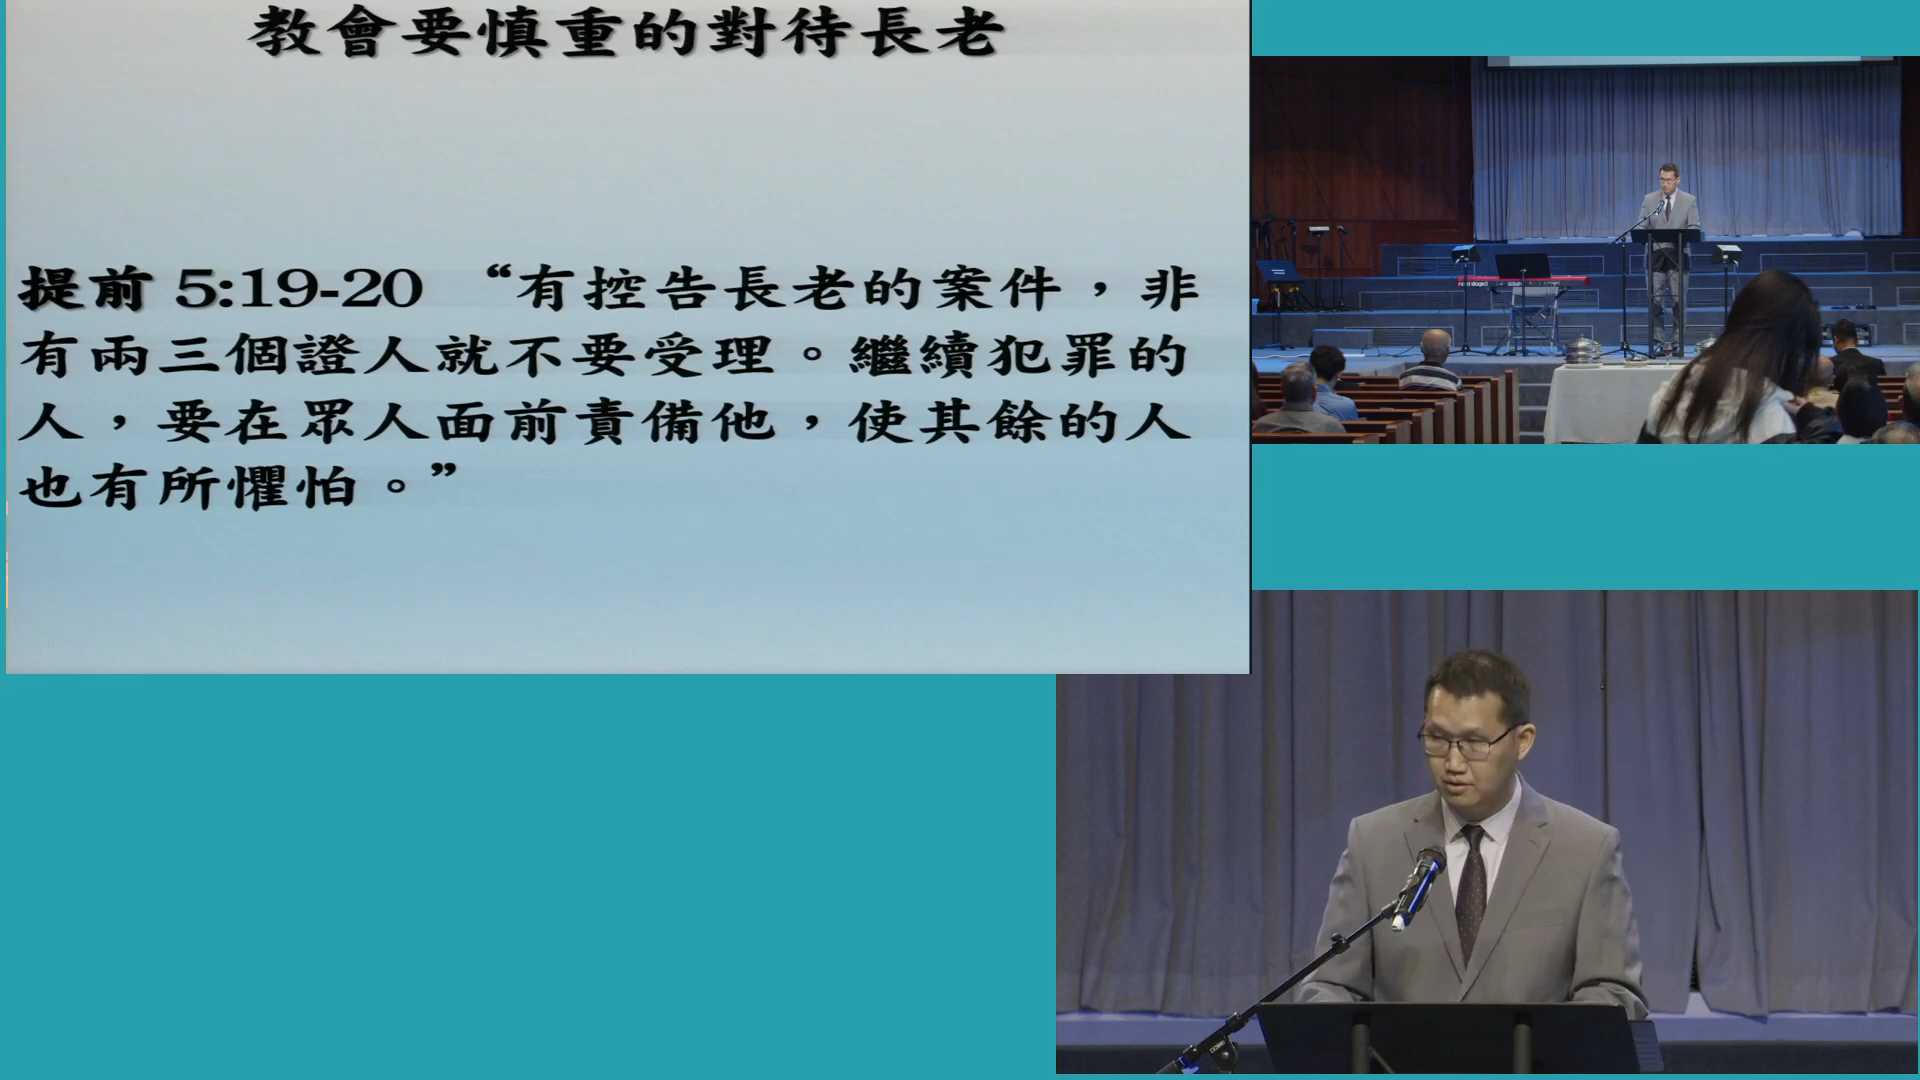 教會要慎重的對待長老
提前 5:19-20 “有控告長老的案件，非
有兩三個證人就不要受理。繼續犯罪的
人，要在眾人面前責備他，使其餘的人
也有所懼怕。”